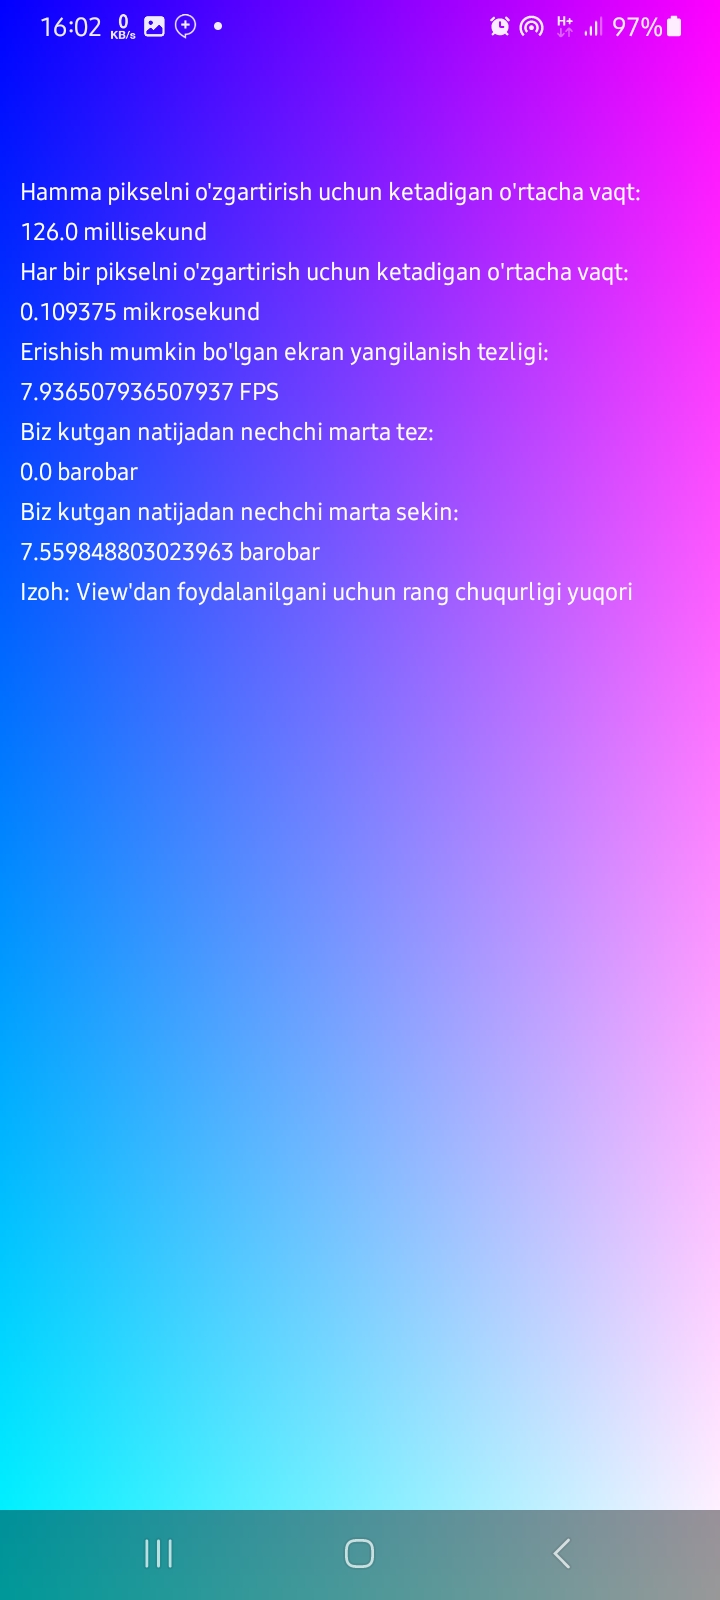 16:02 0 KB/s H+ 97%
Hamma pikselni o'zgartirish uchun ketadigan o'rtacha vaqt:
126.0 millisekund
Har bir pikselni o'zgartirish uchun ketadigan o'rtacha vaqt:
0.109375 mikrosekund
Erishish mumkin bo'lgan ekran yangilanish tezligi:
7.936507936507937 FPS
Biz kutgan natijadan nechchi marta tez:
0.0 barobar
Biz kutgan natijadan nechchi marta sekin:
7.559848803023963 barobar
Izoh: View'dan foydalanilgani uchun rang chuqurligi yuqori